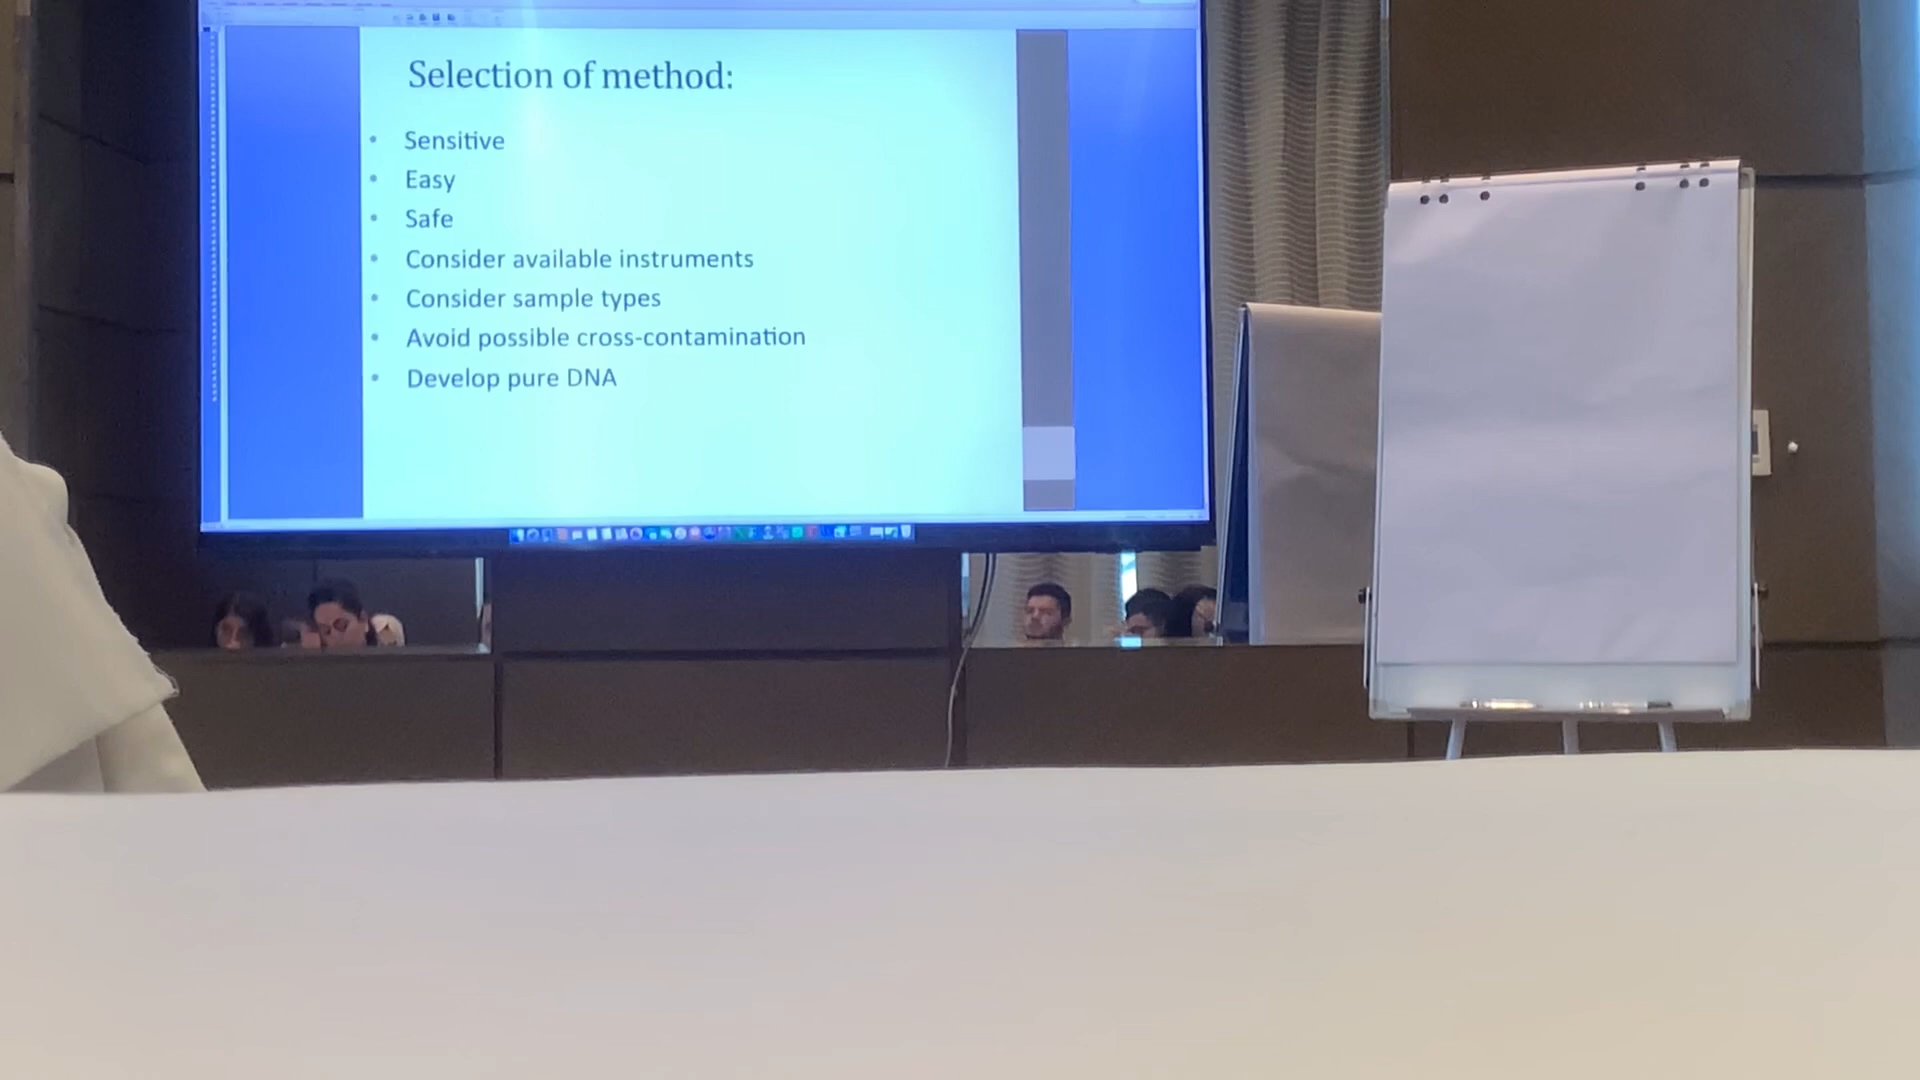 Selection of method:
• Sensitive
• Easy
• Safe
• Consider available instruments
• Consider sample types
• Avoid possible cross-contamination
• Develop pure DNA